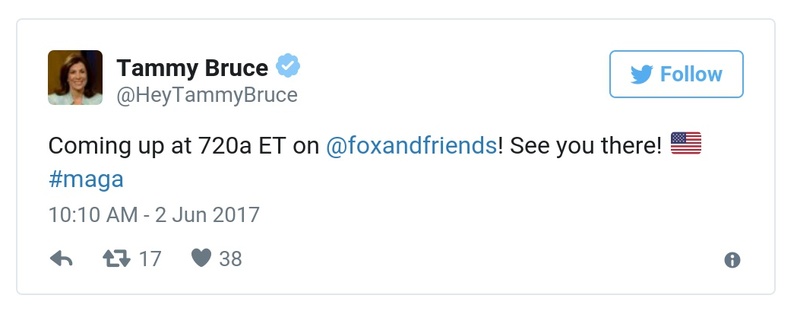 Tammy Bruce
@HeyTammyBruce
Follow
Coming up at 720a ET on @foxandfriends! See you there! 🇺🇸
#maga
10:10 AM - 2 Jun 2017
17 38